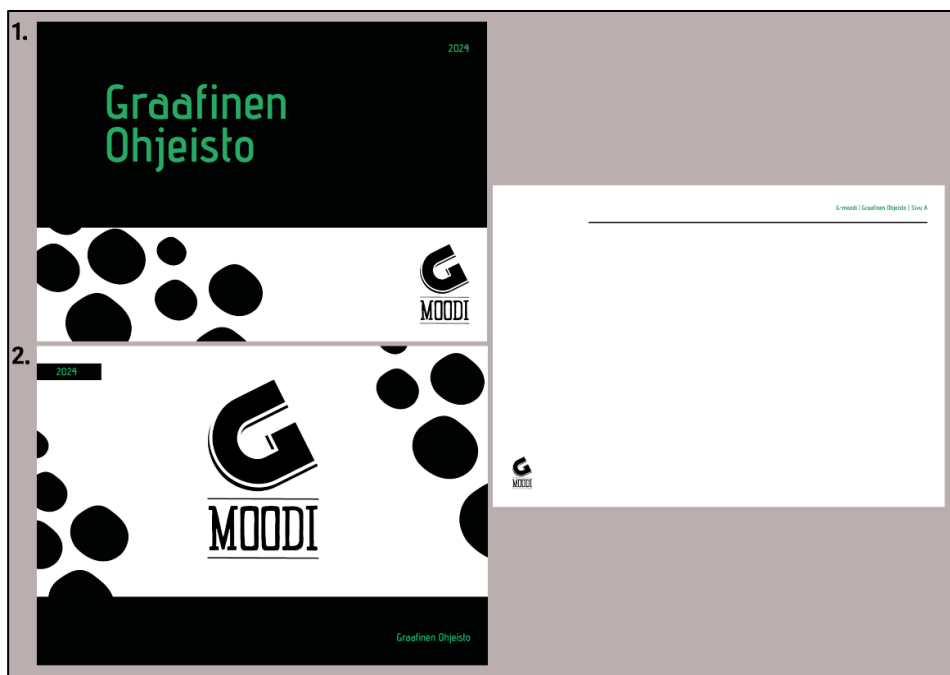 1.
2024
Graafinen
Ohjeisto
G
MOODI
2.
2024
G
MOODI
Graafinen Ohjeisto
G-moodi | Graafinen Ohjeisto | Sivu A
G
MOODI